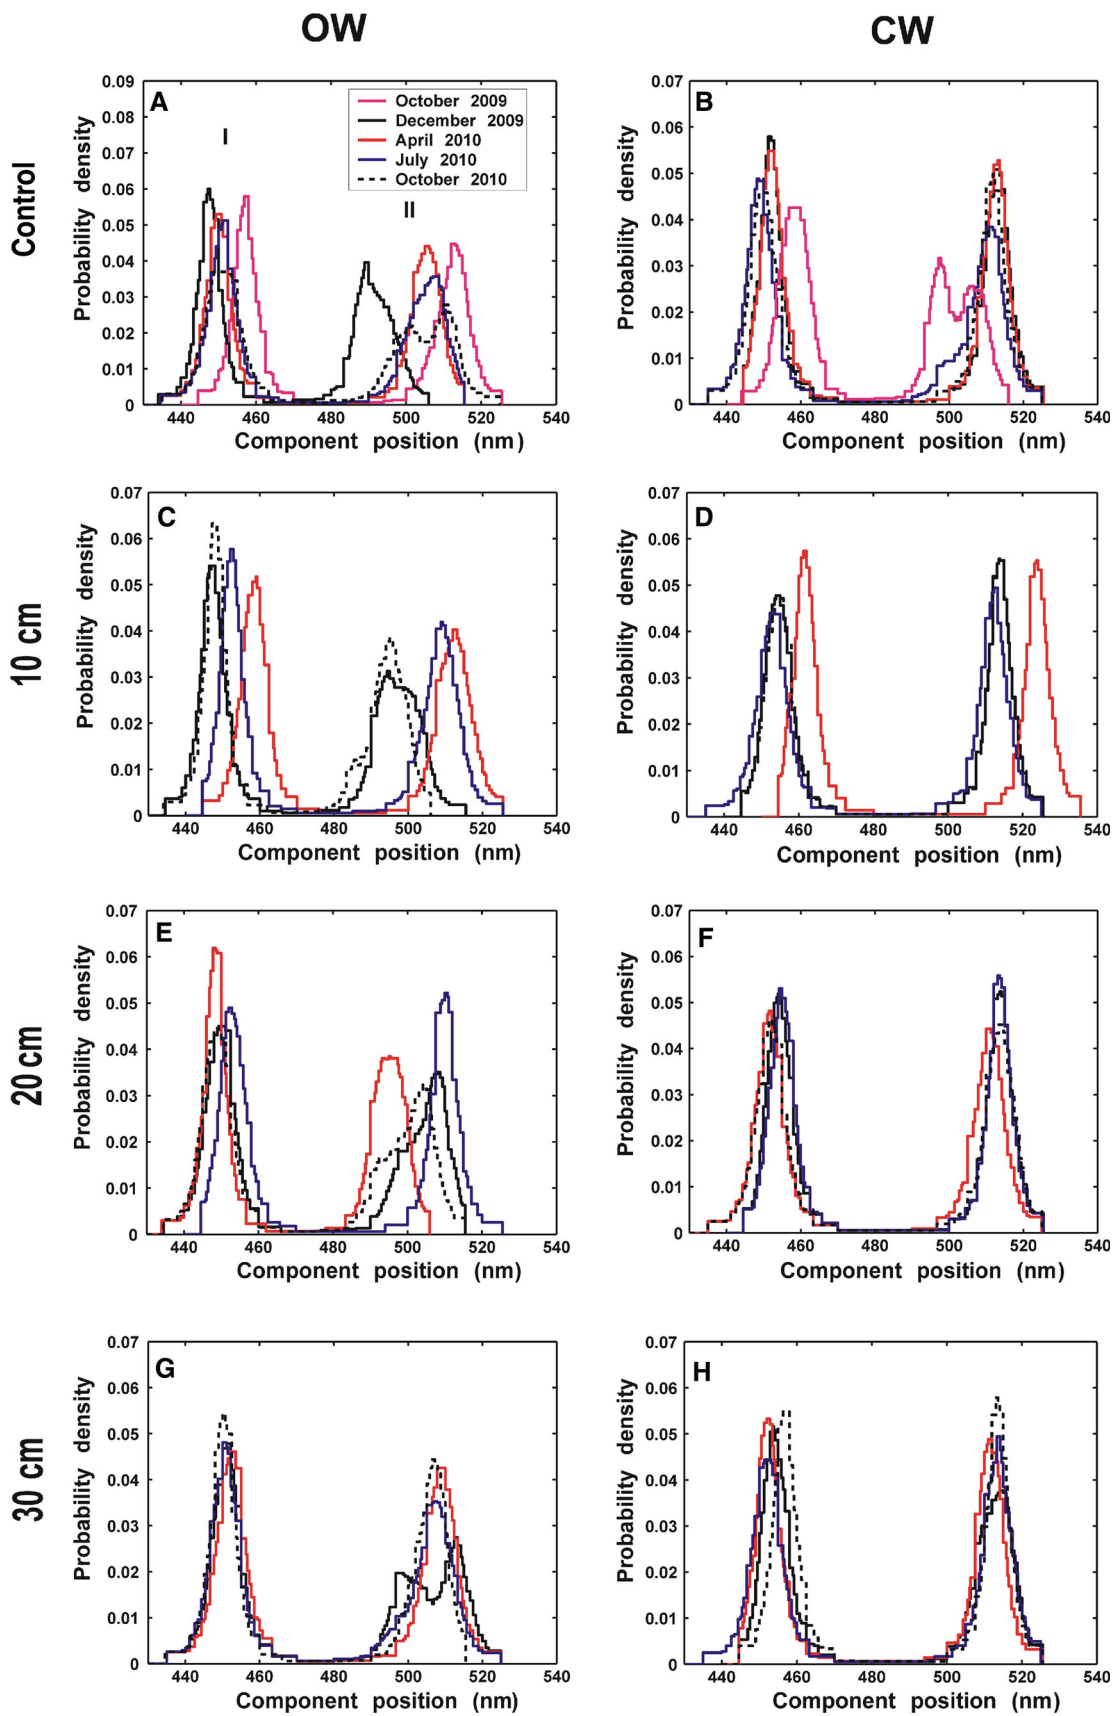 OW
CW
Control
A
I
II
October 2009
December 2009
April 2010
July 2010
October 2010
Probability density
0.09
0.08
0.07
0.06
0.05
0.04
0.03
0.02
0.01
0
440 460 480 500 520 540
Component position (nm)
B
Probability density
0.07
0.06
0.05
0.04
0.03
0.02
0.01
0
440 460 480 500 520 540
Component position (nm)
10 cm
C
Probability density
0.07
0.06
0.05
0.04
0.03
0.02
0.01
0
440 460 480 500 520 540
Component position (nm)
D
Probability density
0.07
0.06
0.05
0.04
0.03
0.02
0.01
0
440 460 480 500 520 540
Component position (nm)
20 cm
E
Probability density
0.07
0.06
0.05
0.04
0.03
0.02
0.01
0
440 460 480 500 520 540
Component position (nm)
F
Probability density
0.07
0.06
0.05
0.04
0.03
0.02
0.01
0
440 460 480 500 520 540
Component position (nm)
30 cm
G
Probability density
0.07
0.06
0.05
0.04
0.03
0.02
0.01
0
440 460 480 500 520 540
Component position (nm)
H
Probability density
0.07
0.06
0.05
0.04
0.03
0.02
0.01
0
440 460 480 500 520 540
Component position (nm)